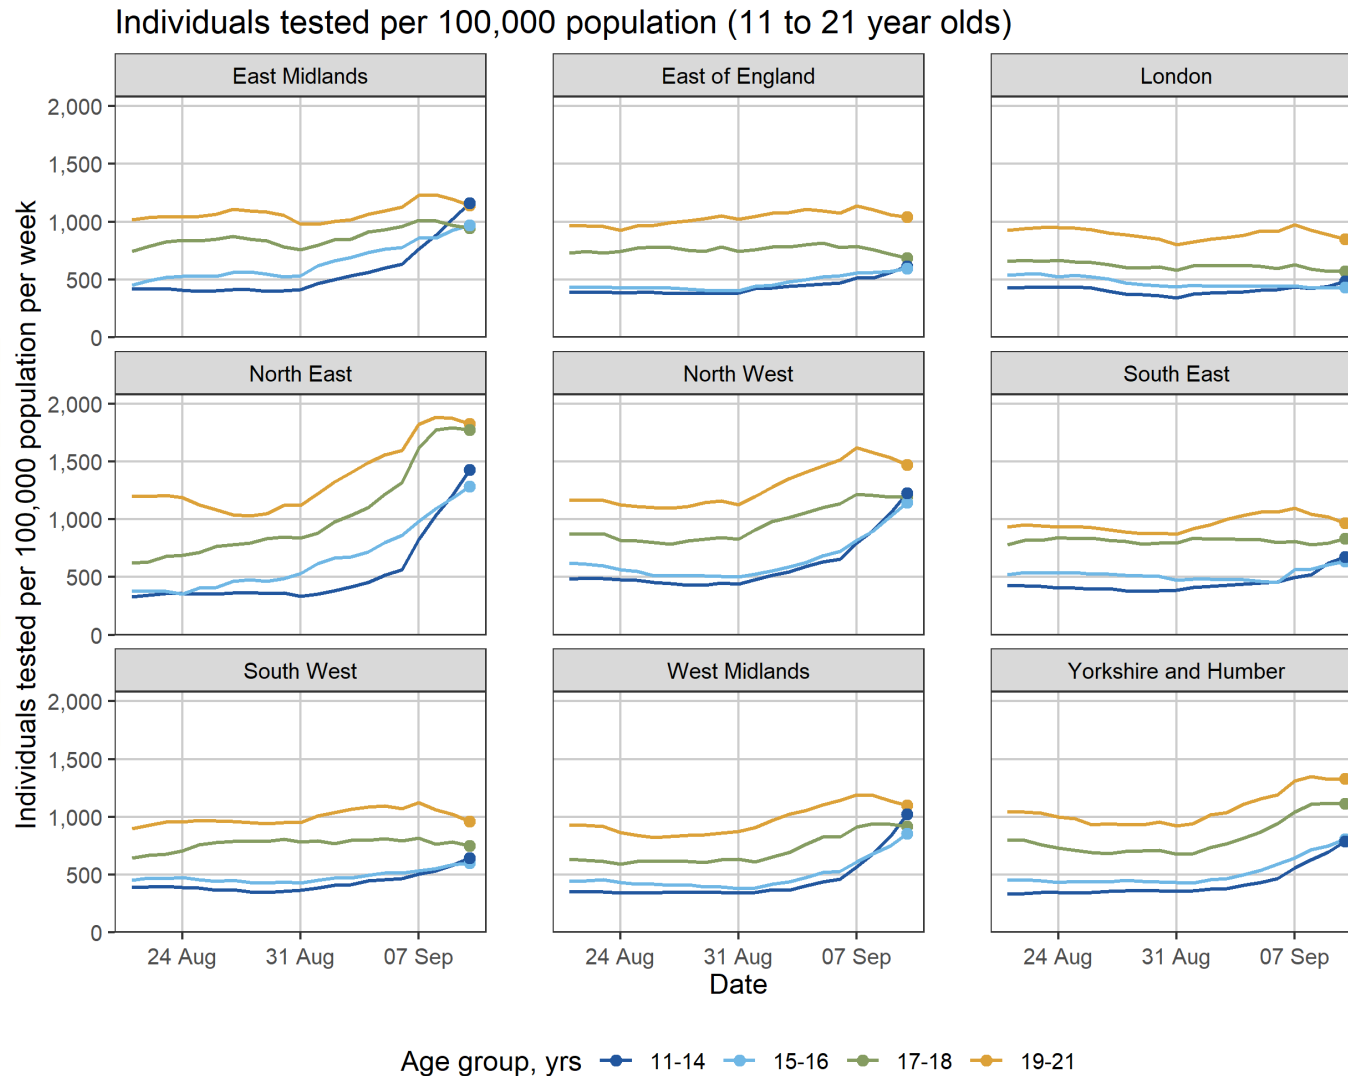 Individuals tested per 100,000 population (11 to 21 year olds)
East Midlands
East of England
London
2,000
1,500
1,000
500
0
North East
North West
South East
2,000
1,500
1,000
500
0
South West
West Midlands
Yorkshire and Humber
2,000
1,500
1,000
500
0
Individuals tested per 100,000 population per week
24 Aug 31 Aug 07 Sep 24 Aug 31 Aug 07 Sep 24 Aug 31 Aug 07 Sep
Date
Age group, yrs 11-14 15-16 17-18 19-21